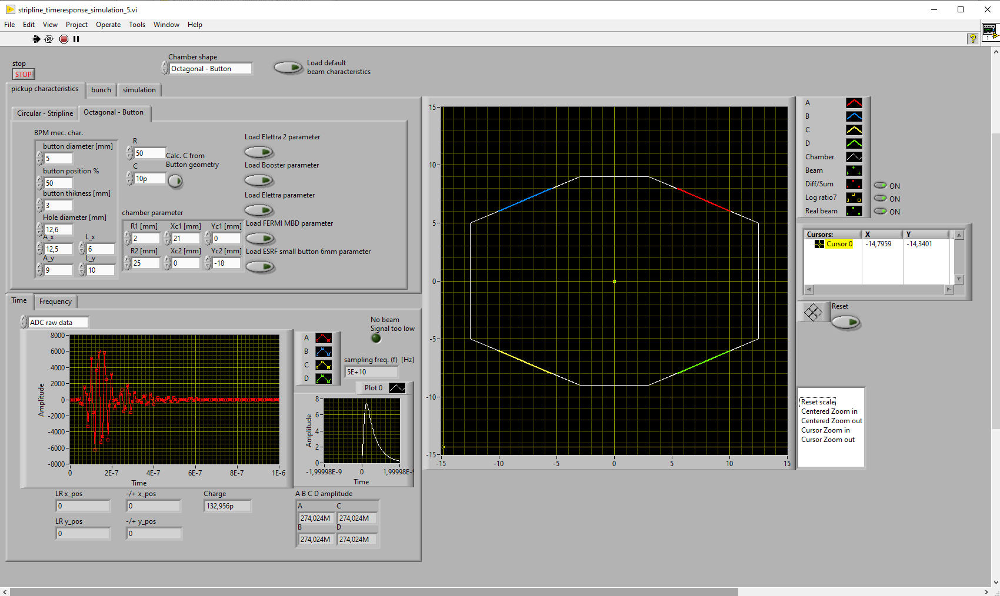 stripline_timeresponse_simulation_5.vi
File Edit View Project Operate Tools Window Help
?
1
stop
STOP
Chamber shape
Octagonal - Button
Load default
beam characteristics
pickup characteristics bunch simulation
Circular - Stripline Octagonal - Button
BPM mec. char.
button diameter [mm]
5
button position %
50
button thikness [mm]
3
Hole diameter [mm]
12,6
A_x L_x
12,5 6
A_y L_y
9 10
R
50
C
10p
Calc. C from
Button geometry
chamber parameter
R1 [mm] Xc1 [mm] Yc1 [mm]
2 21 0
R2 [mm] Xc2 [mm] Yc2 [mm]
25 0 -18
Load Elettra 2 parameter
Load Booster parameter
Load Elettra parameter
Load FERMI MBD parameter
Load ESRF small button 6mm parameter
Time Frequency
ADC raw data
8000
6000
4000
2000
0
-2000
-4000
-6000
-8000
Amplitude
0 2E-7 4E-7 6E-7 8E-7 1E-6
Time
A
B
C
D
No beam
Signal too low
sampling freq. (f) [Hz]
5E+10
Plot 0
8
6
4
2
0
Amplitude
-1,99998E-9 0 1,99998E-9
Time
LR x_pos -/+ x_pos Charge
0 0 132,956p
LR y_pos -/+ y_pos
0 0
A B C D amplitude
A C
274,024M 274,024M
B D
274,024M 274,024M
15
10
5
0
-5
-10
-15
-15 -10 -5 0 5 10 15
A
B
C
D
Chamber
Beam
Diff/Sum ON
Log ratio7 ON
Real beam ON
Cursors: X Y
Cursor 0 -14,7959 -14,3401
Reset
Reset scale
Centered Zoom in
Centered Zoom out
Cursor Zoom in
Cursor Zoom out